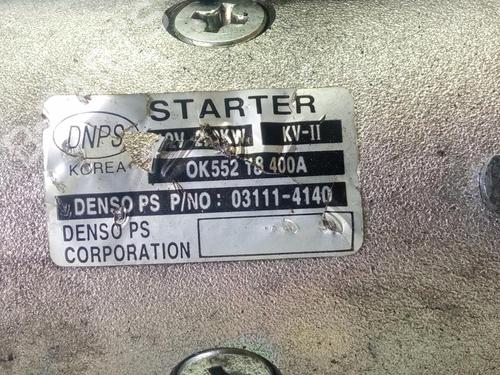 STARTER
DNPS KV-II
KOREA OK552 18 400A
DENSO PS P/NO: 03111-4140
DENSO PS
CORPORATION